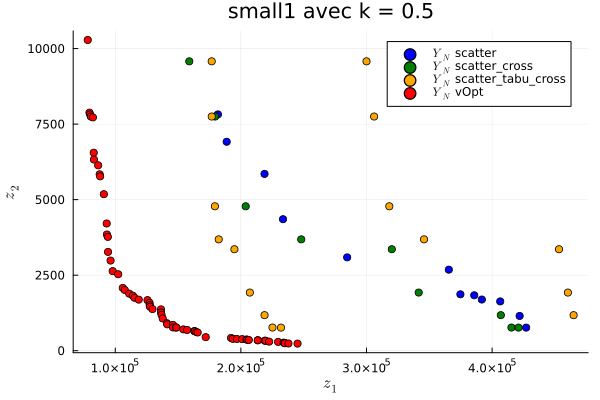 small1 avec k = 0.5
Y_N scatter
Y_N scatter_cross
Y_N scatter_tabu_cross
Y_N vOpt
10000
7500
5000
2500
0
z_2
1.0×10^5
2.0×10^5
3.0×10^5
4.0×10^5
z_1